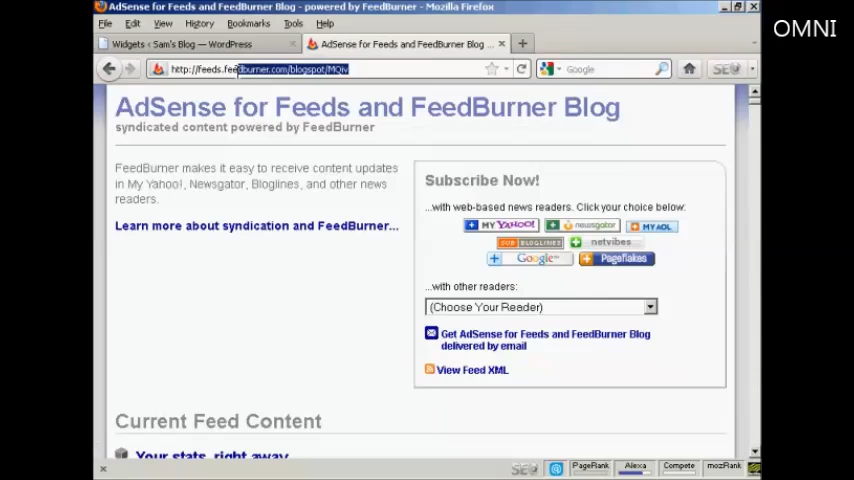 AdSense for Feeds and FeedBurner Blog - powered by FeedBurner - Mozilla Firefox
OMNI
File Edit View History Bookmarks Tools Help
Widgets ‹ Sam's Blog — WordPress
AdSense for Feeds and FeedBurner Blog ...
http://feeds.feedburner.com/blogspot/MQiv
Google
SEO
AdSense for Feeds and FeedBurner Blog
syndicated content powered by FeedBurner
FeedBurner makes it easy to receive content updates
in My Yahoo!, Newsgator, Bloglines, and other news
readers.
Learn more about syndication and FeedBurner...
Subscribe Now!
...with web-based news readers. Click your choice below:
MY YAHOO! newsgator MY AOL
SUB BLOGLINES netvibes
Google Pageflakes
...with other readers:
(Choose Your Reader)
Get AdSense for Feeds and FeedBurner Blog
delivered by email
View Feed XML
Current Feed Content
Your stats, right away
SEO PageRank Alexa Compete mozRank